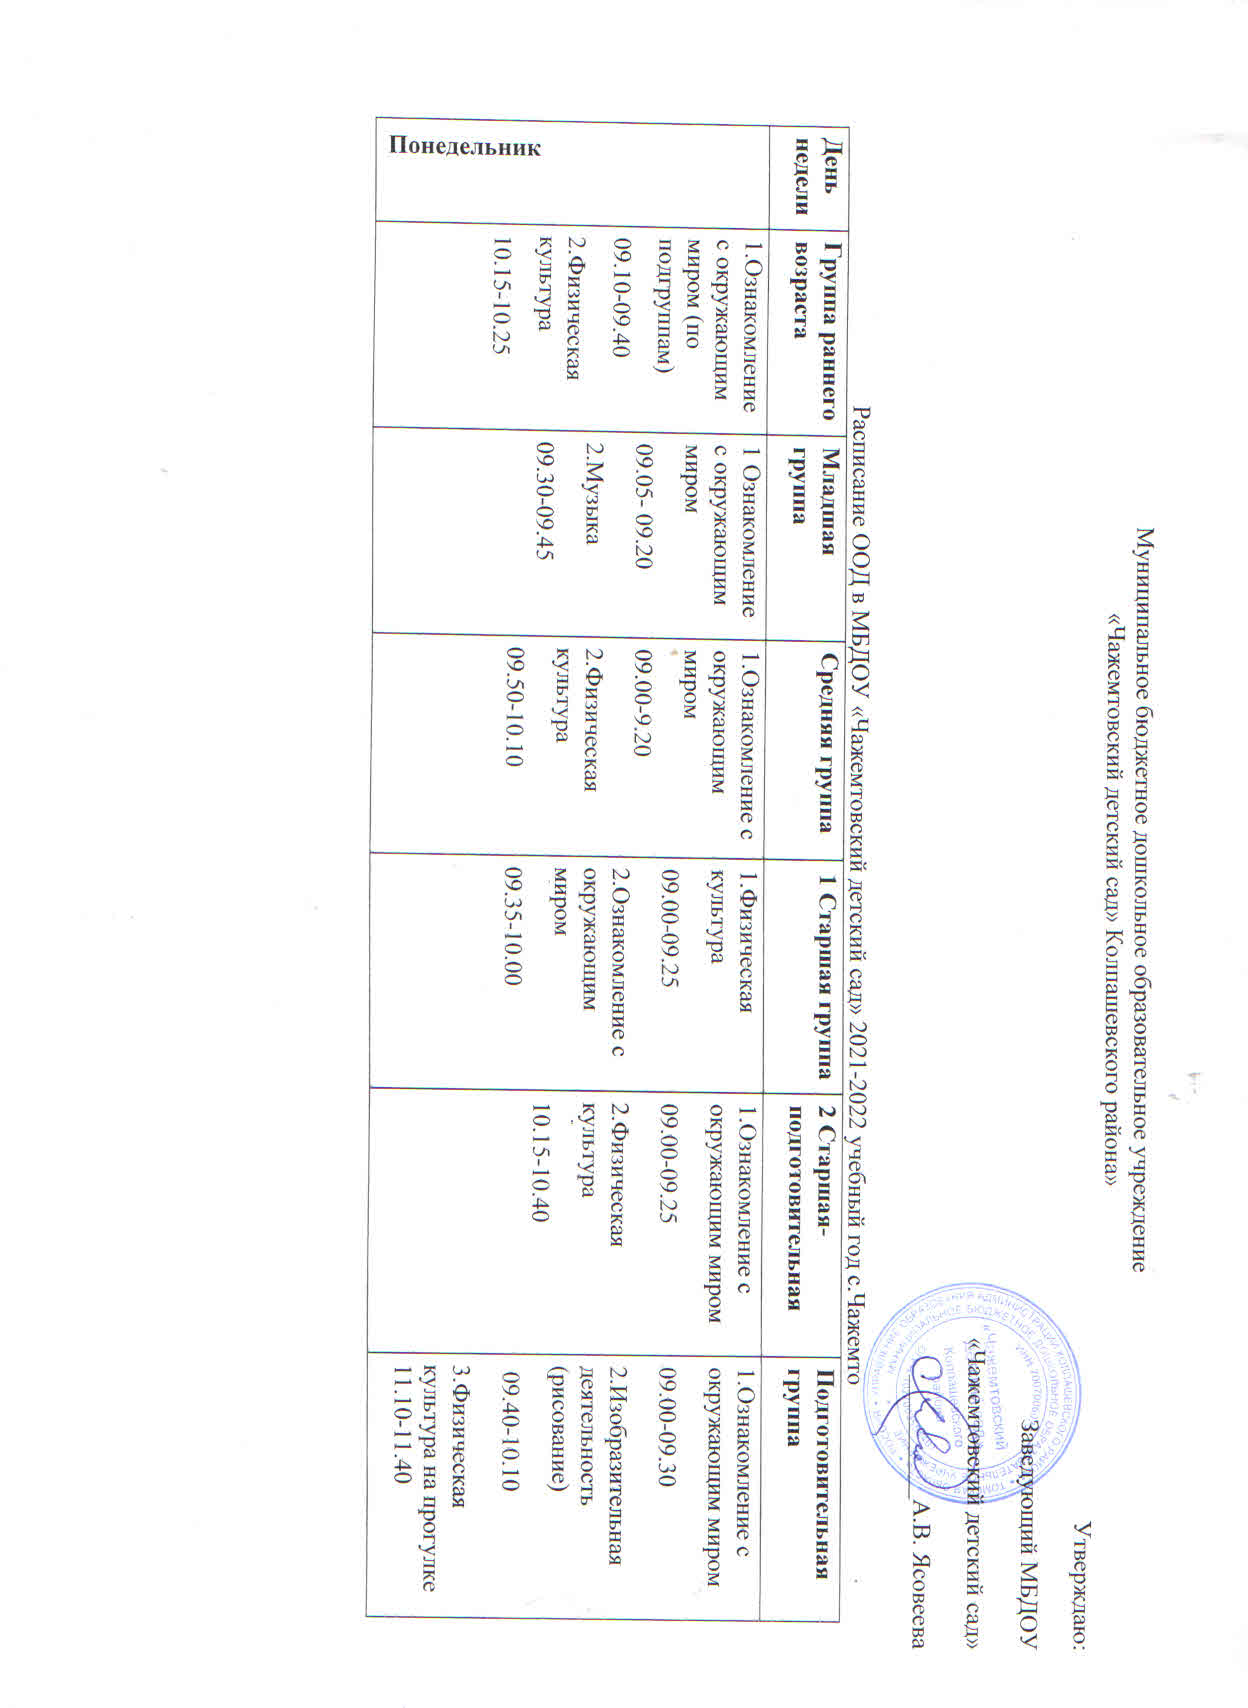 Муниципальное бюджетное дошкольное образовательное учреждение
«Чажемтовский детский сад» Колпашевского района»
Утверждаю:
Заведующий МБДОУ
«Чажемтовский детский сад»
А.В. Ясовеева
Расписание ООД в МБДОУ «Чажемтовский детский сад» 2021-2022 учебный год с.Чажемто
День
недели
Группа раннего
возраста
Младшая
группа
Средняя группа
1 Старшая группа
2 Старшая-
подготовительная
Подготовительная
группа
Понедельник
1.Ознакомление
с окружающим
миром (по
подгруппам)
09.10-09.40
2.Физическая
культура
10.15-10.25
1 Ознакомление
с окружающим
миром
09.05- 09.20
2.Музыка
09.30-09.45
1.Ознакомление с
окружающим
миром
09.00-9.20
2.Физическая
культура
09.50-10.10
1.Физическая
культура
09.00-09.25
2.Ознакомление с
окружающим
миром
09.35-10.00
1.Ознакомление с
окружающим миром
09.00-09.25
2.Физическая
культура
10.15-10.40
1.Ознакомление с
окружающим миром
09.00-09.30
2.Изобразительная
деятельность
(рисование)
09.40-10.10
3.Физическая
культура на прогулке
11.10-11.40